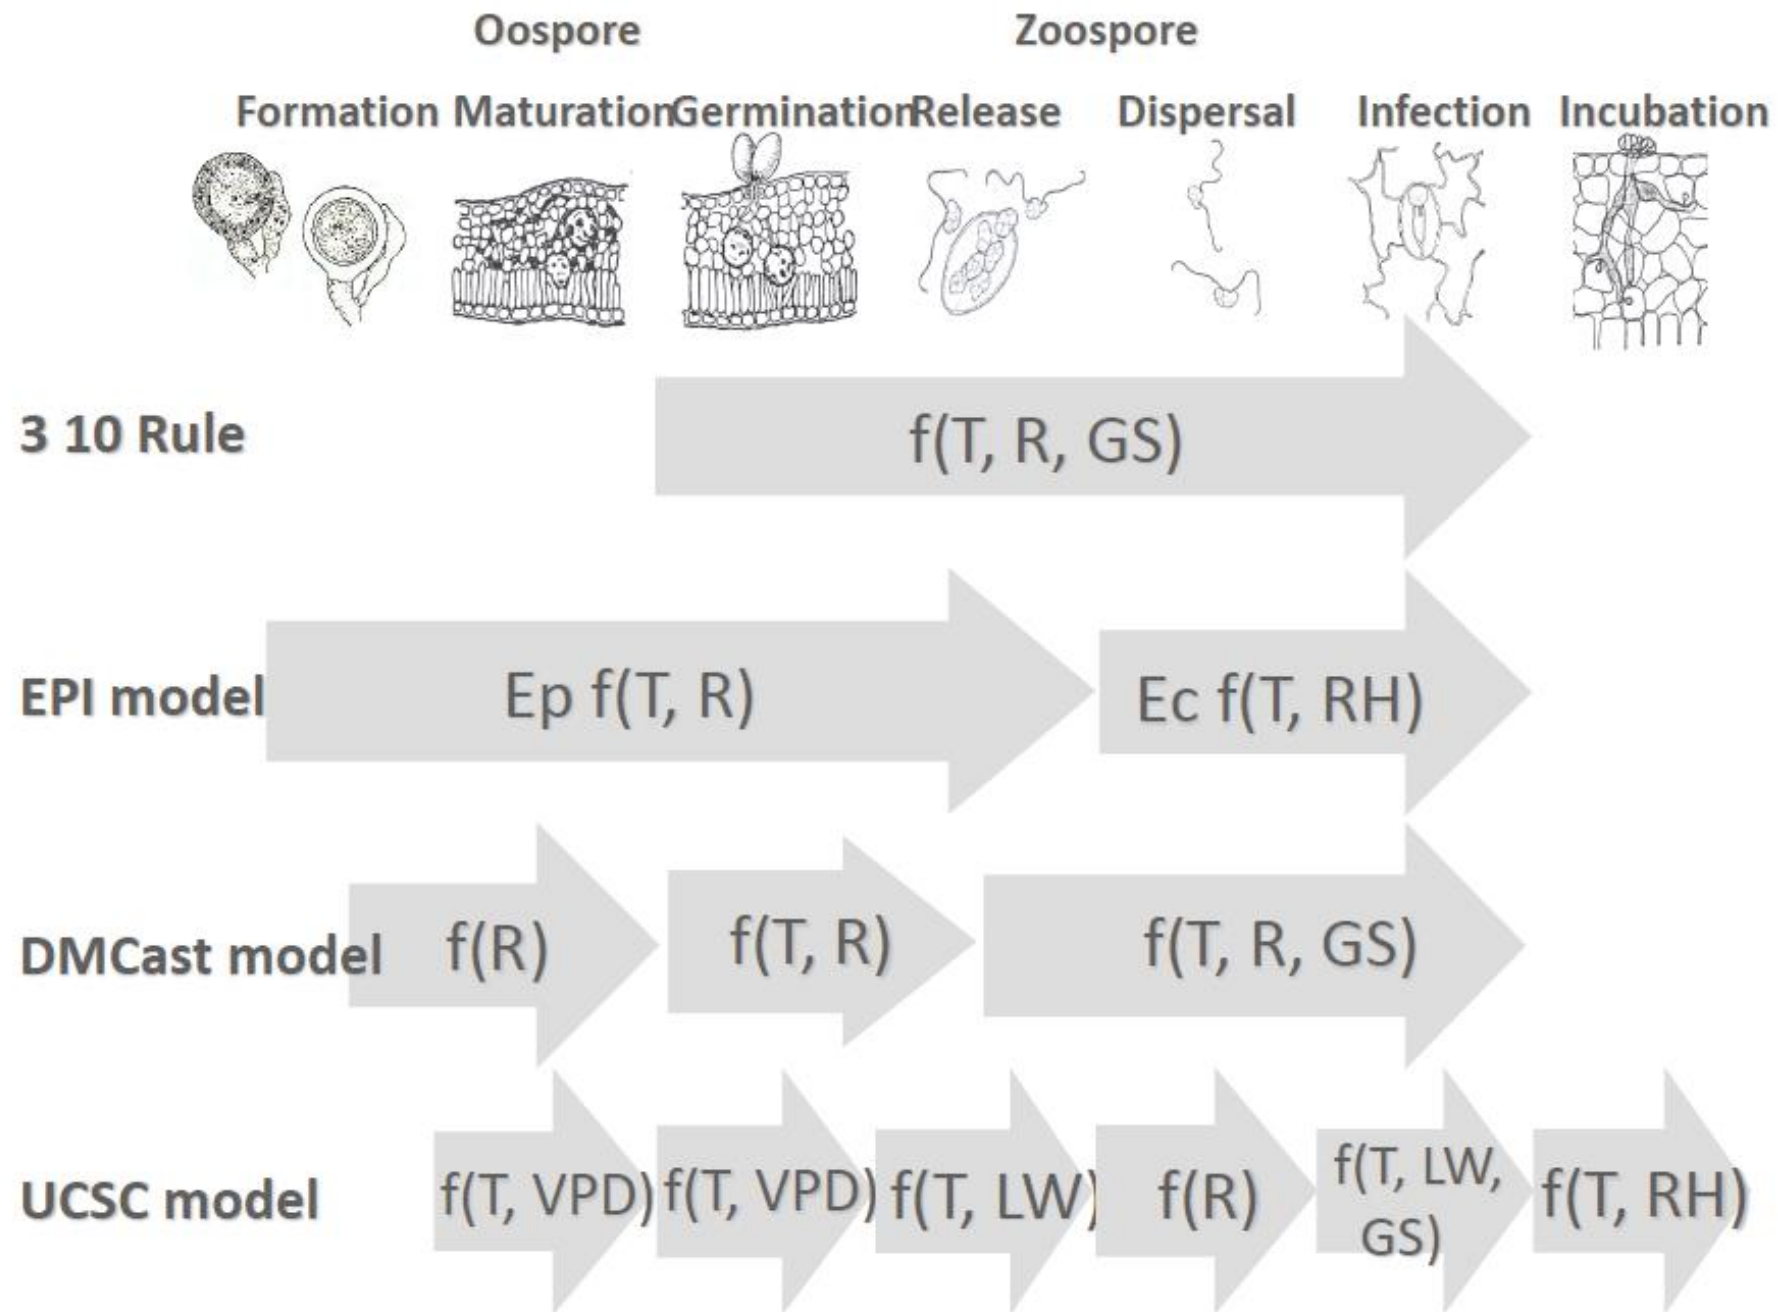 Oospore Zoospore
Formation Maturation Germination Release Dispersal Infection Incubation
3 10 Rule f(T, R, GS)
EPI model Ep f(T, R) Ec f(T, RH)
DMCast model f(R) f(T, R) f(T, R, GS)
UCSC model f(T, VPD) f(T, VPD) f(T, LW) f(R) f(T, LW, GS) f(T, RH)